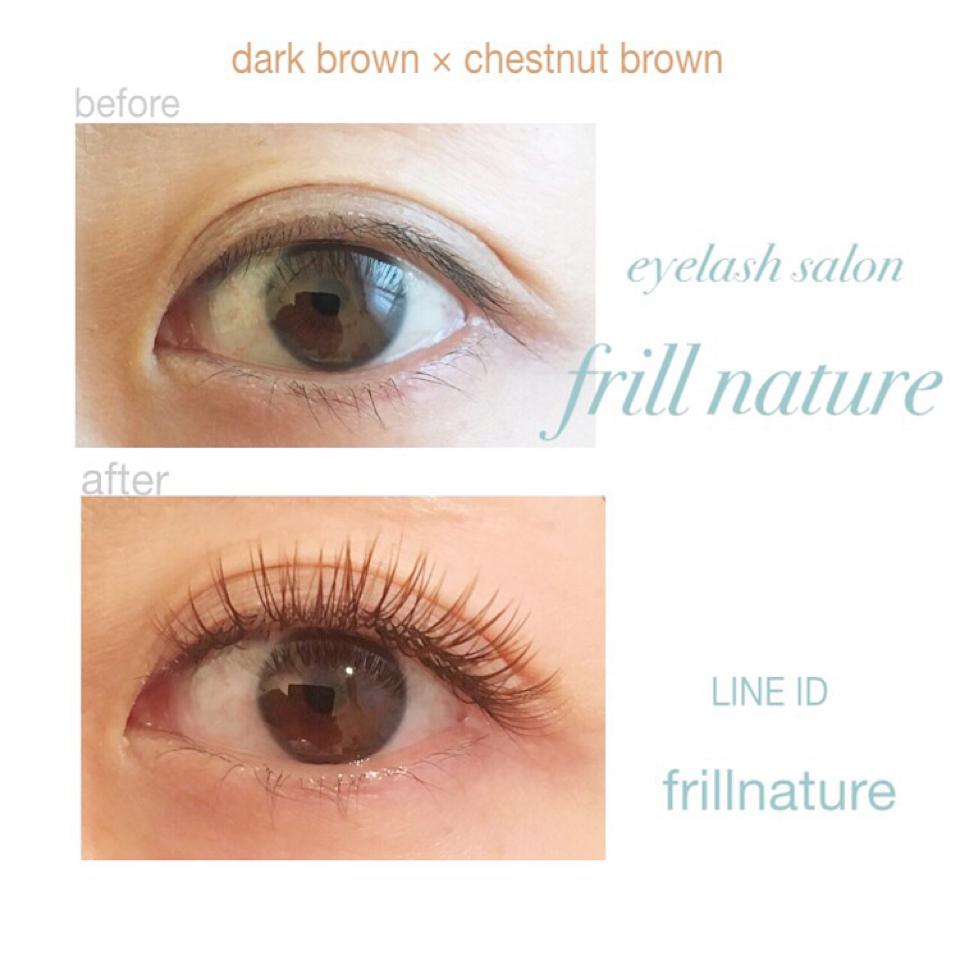 dark brown × chestnut brown
before
eyelash salon
frill nature
after
LINE ID
frillnature